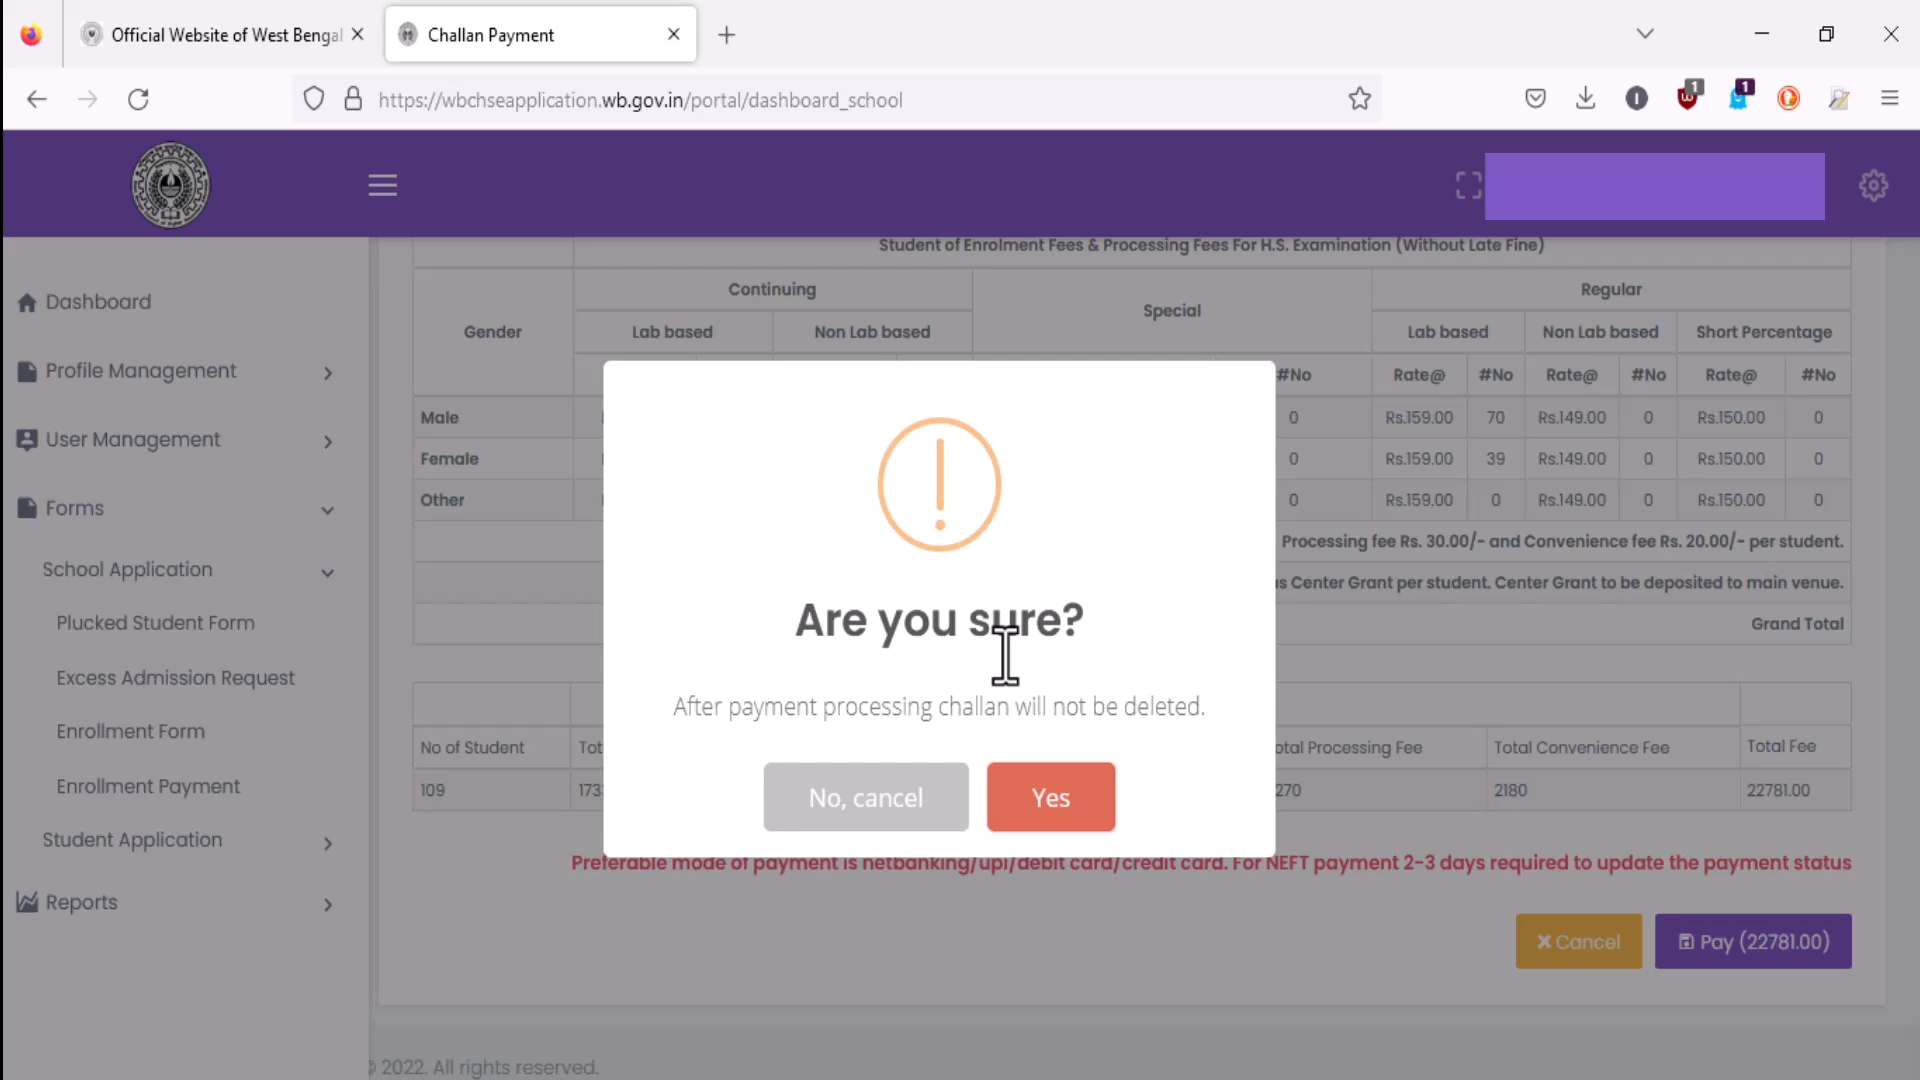 Official Website of West Bengal
Challan Payment
https://wbchseapplication.wb.gov.in/portal/dashboard_school
1
1
Dashboard
Profile Management
User Management
Forms
School Application
Plucked Student Form
Excess Admission Request
Enrollment Form
Enrollment Payment
Student Application
Reports
Student of Enrolment Fees & Processing Fees For H.S. Examination (Without Late Fine)
Gender Continuing Special Regular
Lab based Non Lab based Lab based Non Lab based Short Percentage
#No Rate@ #No Rate@ #No Rate@ #No
Male 0 Rs.159.00 70 Rs.149.00 0 Rs.150.00 0
Female 0 Rs.159.00 39 Rs.149.00 0 Rs.150.00 0
Other 0 Rs.159.00 0 Rs.149.00 0 Rs.150.00 0
Processing fee Rs. 30.00/- and Convenience fee Rs. 20.00/- per student.
Center Grant per student. Center Grant to be deposited to main venue.
Grand Total
Are you sure?
After payment processing challan will not be deleted.
No, cancel Yes
No of Student Processing Fee Total Convenience Fee Total Fee
109 2180 22781.00
Preferable mode of payment is netbanking/upi/debit card/credit card. For NEFT payment 2-3 days required to update the payment status
Cancel Pay (22781.00)
2022. All rights reserved.